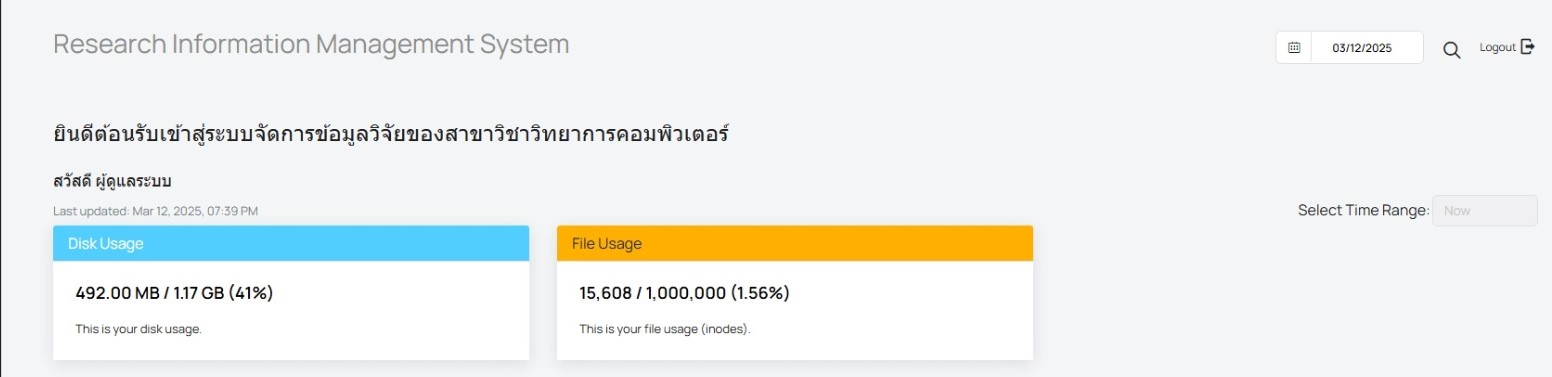 Research Information Management System
03/12/2025
Logout
ยินดีต้อนรับเข้าสู่ระบบจัดการข้อมูลวิจัยของสาขาวิชาวิทยาการคอมพิวเตอร์
สวัสดี ผู้ดูแลระบบ
Last updated: Mar 12, 2025, 07:39 PM
Select Time Range: Now
Disk Usage
492.00 MB / 1.17 GB (41%)
This is your disk usage.
File Usage
15,608 / 1,000,000 (1.56%)
This is your file usage (inodes).